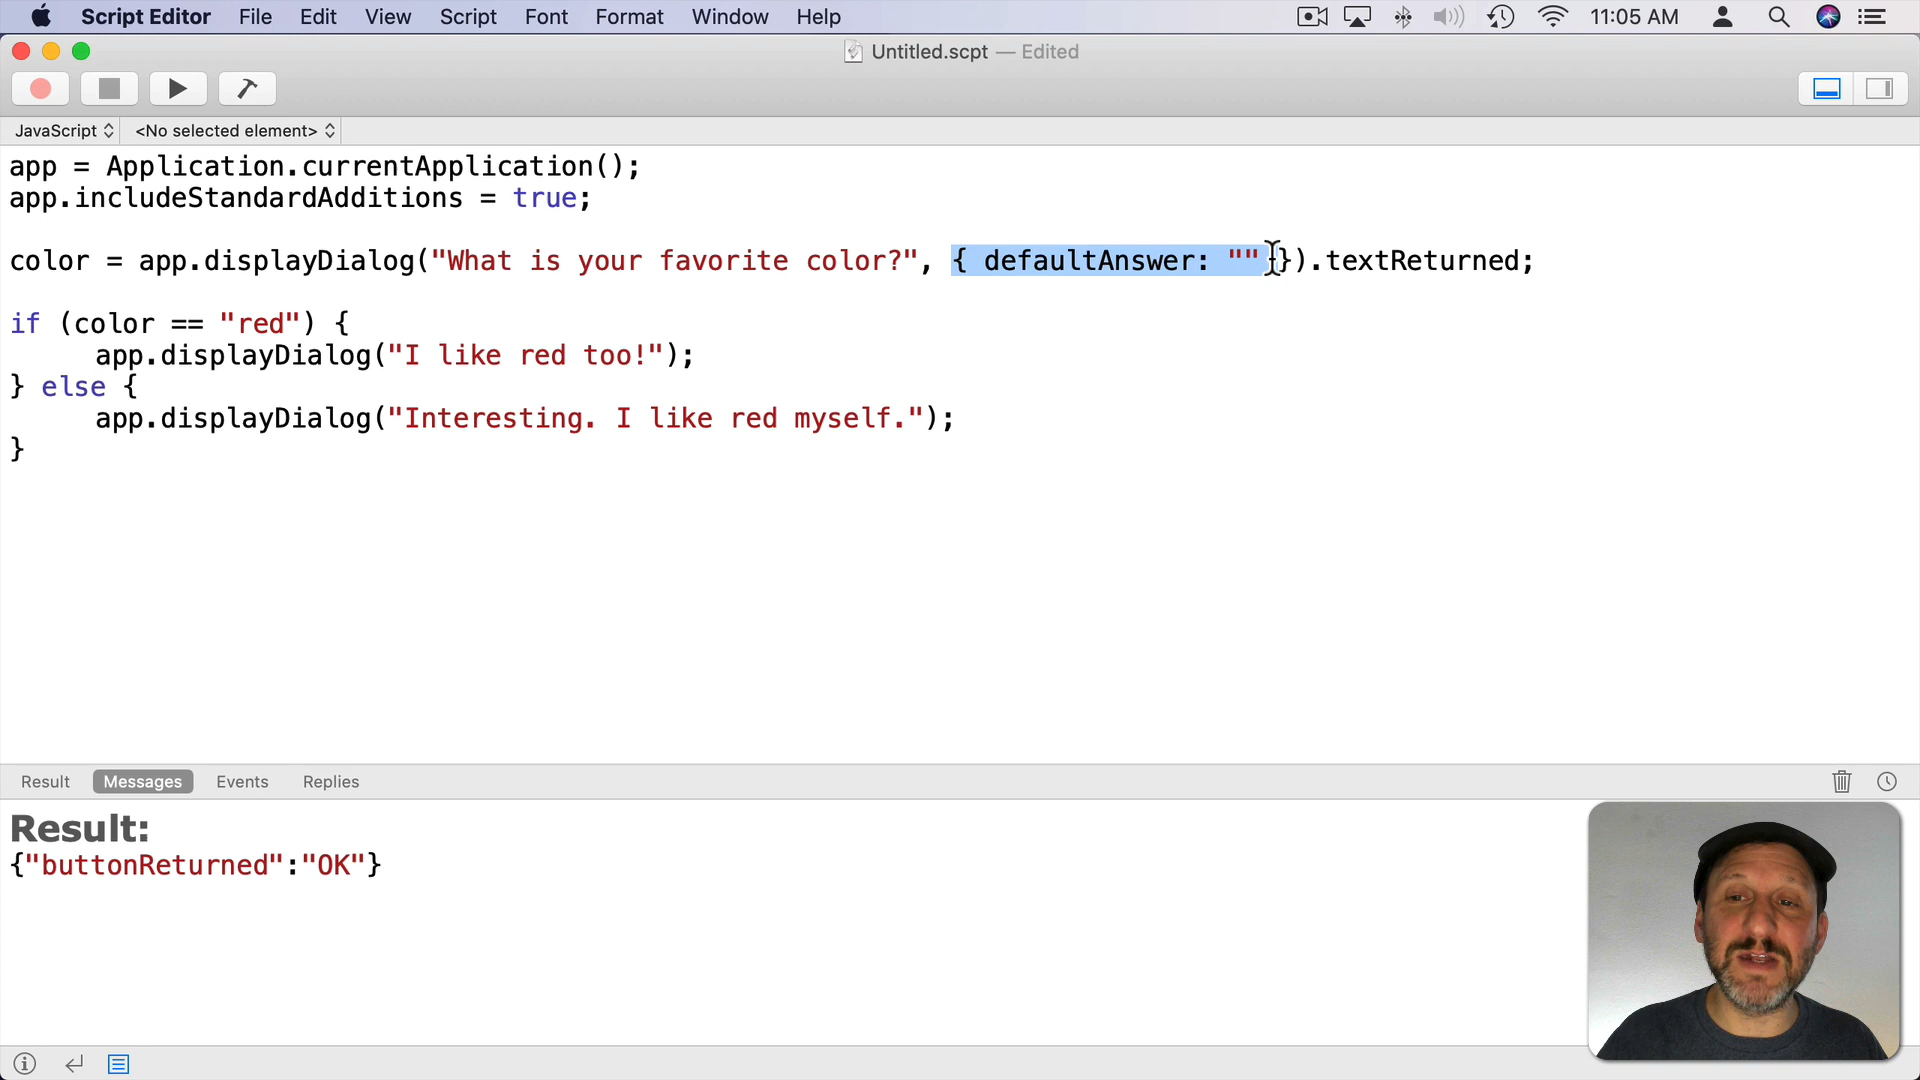 Script Editor File Edit View Script Font Format Window Help 11:05 AM
Untitled.scpt — Edited
JavaScript <No selected element>
app = Application.currentApplication();
app.includeStandardAdditions = true;
color = app.displayDialog("What is your favorite color?", { defaultAnswer: "" }).textReturned;
if (color == "red") {
app.displayDialog("I like red too!");
} else {
app.displayDialog("Interesting. I like red myself.");
}
Result Messages Events Replies
Result:
{"buttonReturned":"OK"}